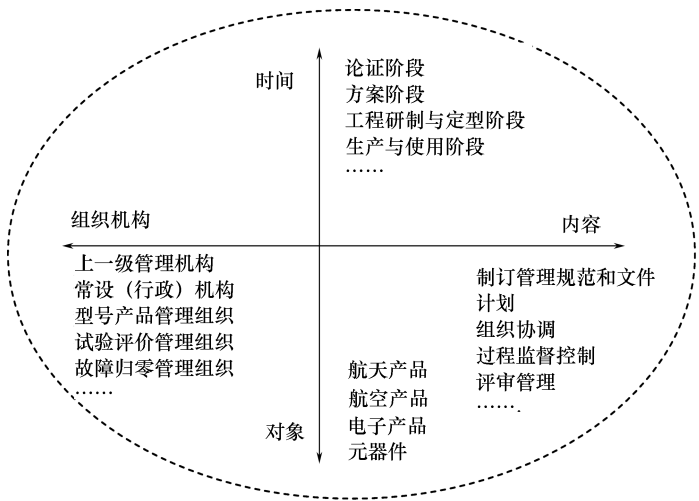 时间
论证阶段
方案阶段
工程研制与定型阶段
生产与使用阶段
……
组织机构
上一级管理机构
常设（行政）机构
型号产品管理组织
试验评价管理组织
故障归零管理组织
……
内容
制订管理规范和文件
计划
组织协调
过程监督控制
评审管理
……
对象
航天产品
航空产品
电子产品
元器件